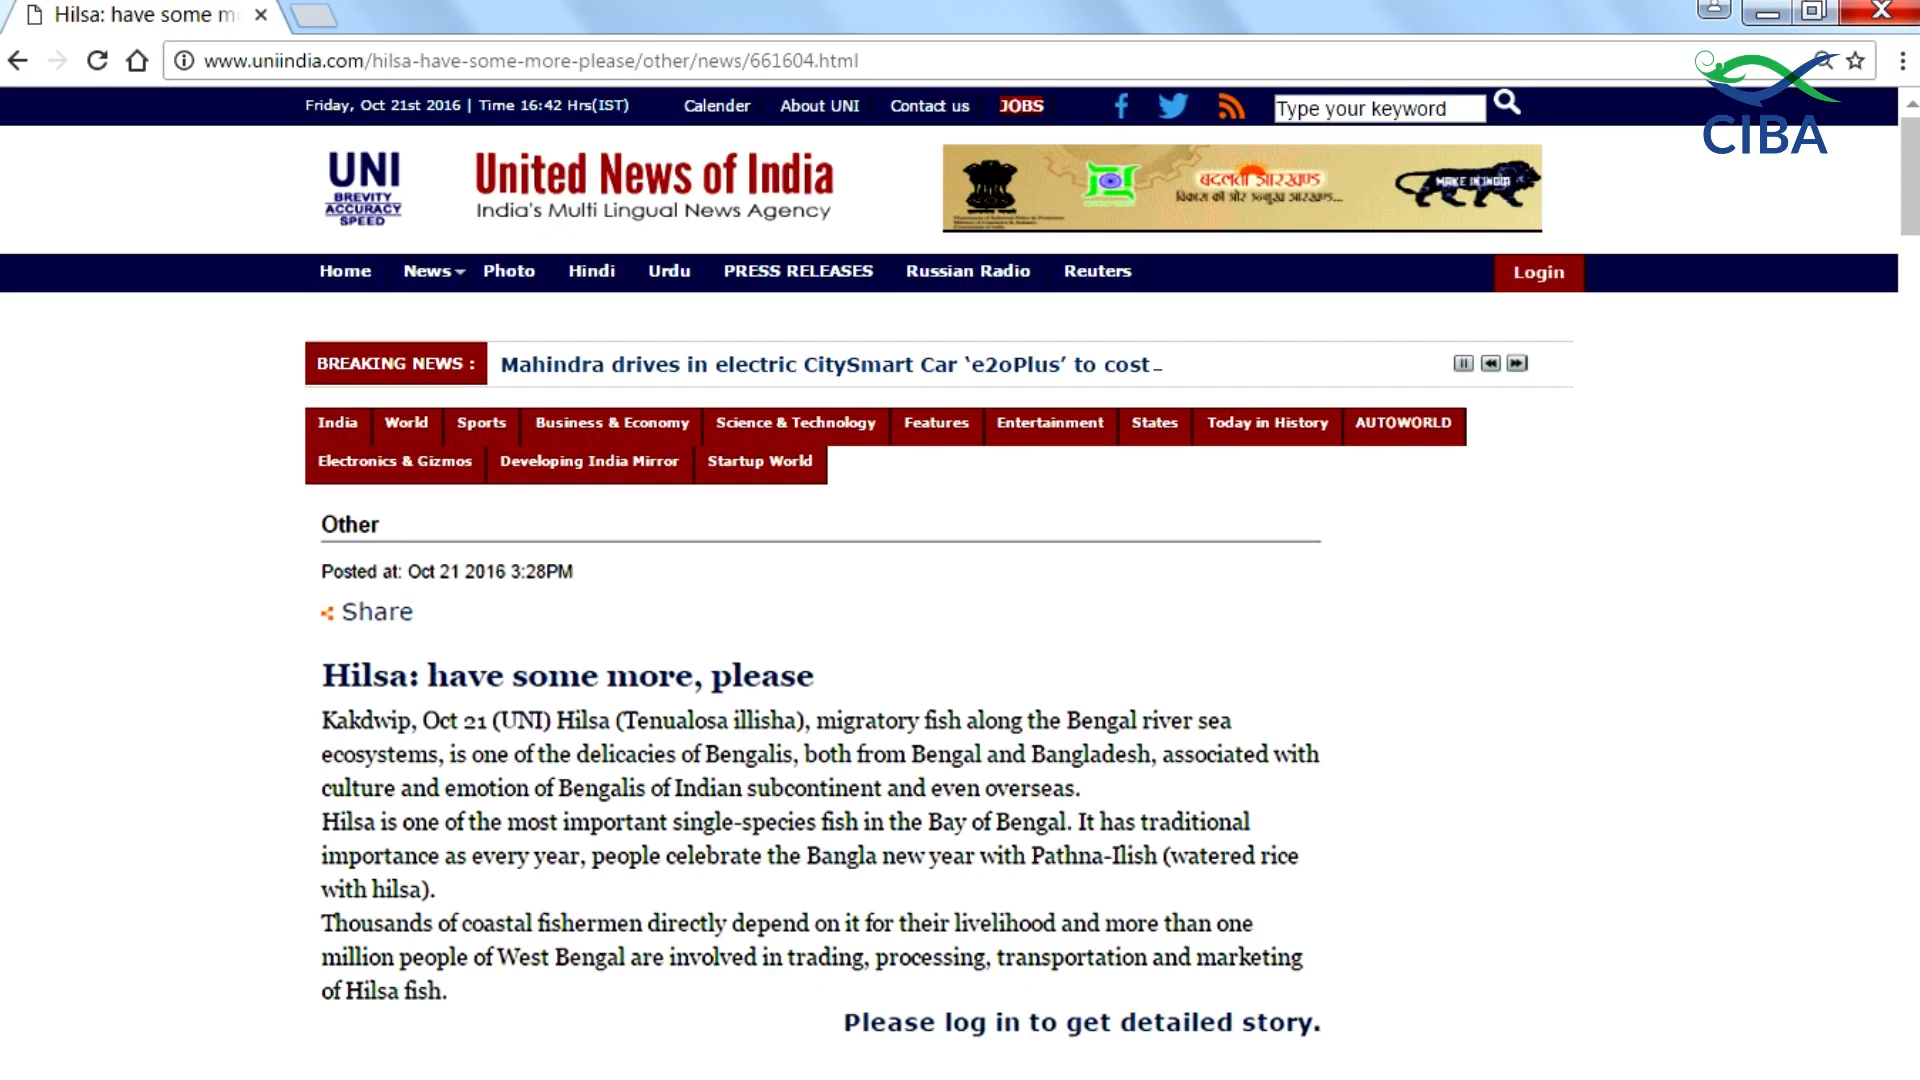 Hilsa: have some m
www.uniindia.com/hilsa-have-some-more-please/other/news/661604.html
CIBA
Friday, Oct 21st 2016 | Time 16:42 Hrs(IST)
Calender
About UNI
Contact us
JOBS
Type your keyword
UNI
BREVITY
ACCURACY
SPEED
United News of India
India's Multi Lingual News Agency
बदलता झारखण्ड
विकास की ओर उन्मुख झारखण्ड...
MAKE IN INDIA
Home News Photo Hindi Urdu PRESS RELEASES Russian Radio Reuters
Login
BREAKING NEWS :
Mahindra drives in electric CitySmart Car ‘e2oPlus’ to cost_
India World Sports Business & Economy Science & Technology Features Entertainment States Today in History AUTOWORLD
Electronics & Gizmos Developing India Mirror Startup World
Other
Posted at: Oct 21 2016 3:28PM
Share
Hilsa: have some more, please
Kakdwip, Oct 21 (UNI) Hilsa (Tenualosa illisha), migratory fish along the Bengal river sea
ecosystems, is one of the delicacies of Bengalis, both from Bengal and Bangladesh, associated with
culture and emotion of Bengalis of Indian subcontinent and even overseas.
Hilsa is one of the most important single-species fish in the Bay of Bengal. It has traditional
importance as every year, people celebrate the Bangla new year with Pathna-Ilish (watered rice
with hilsa).
Thousands of coastal fishermen directly depend on it for their livelihood and more than one
million people of West Bengal are involved in trading, processing, transportation and marketing
of Hilsa fish.
Please log in to get detailed story.